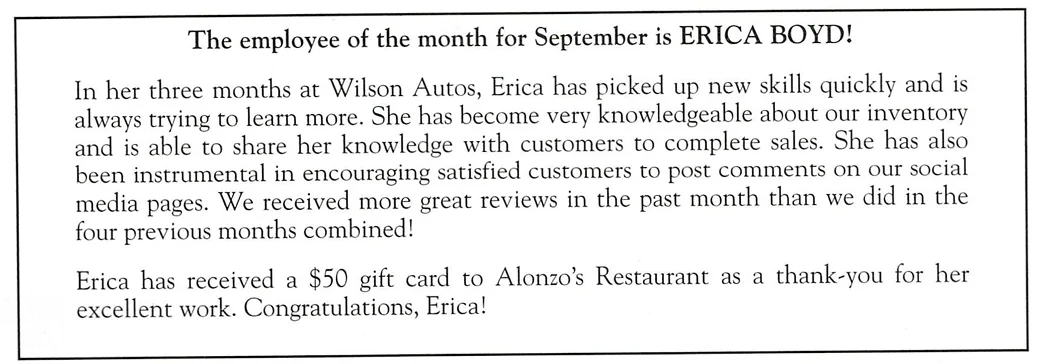 The employee of the month for September is ERICA BOYD!
In her three months at Wilson Autos, Erica has picked up new skills quickly and is
always trying to learn more. She has become very knowledgeable about our inventory
and is able to share her knowledge with customers to complete sales. She has also
been instrumental in encouraging satisfied customers to post comments on our social
media pages. We received more great reviews in the past month than we did in the
four previous months combined!
Erica has received a $50 gift card to Alonzo's Restaurant as a thank-you for her
excellent work. Congratulations, Erica!